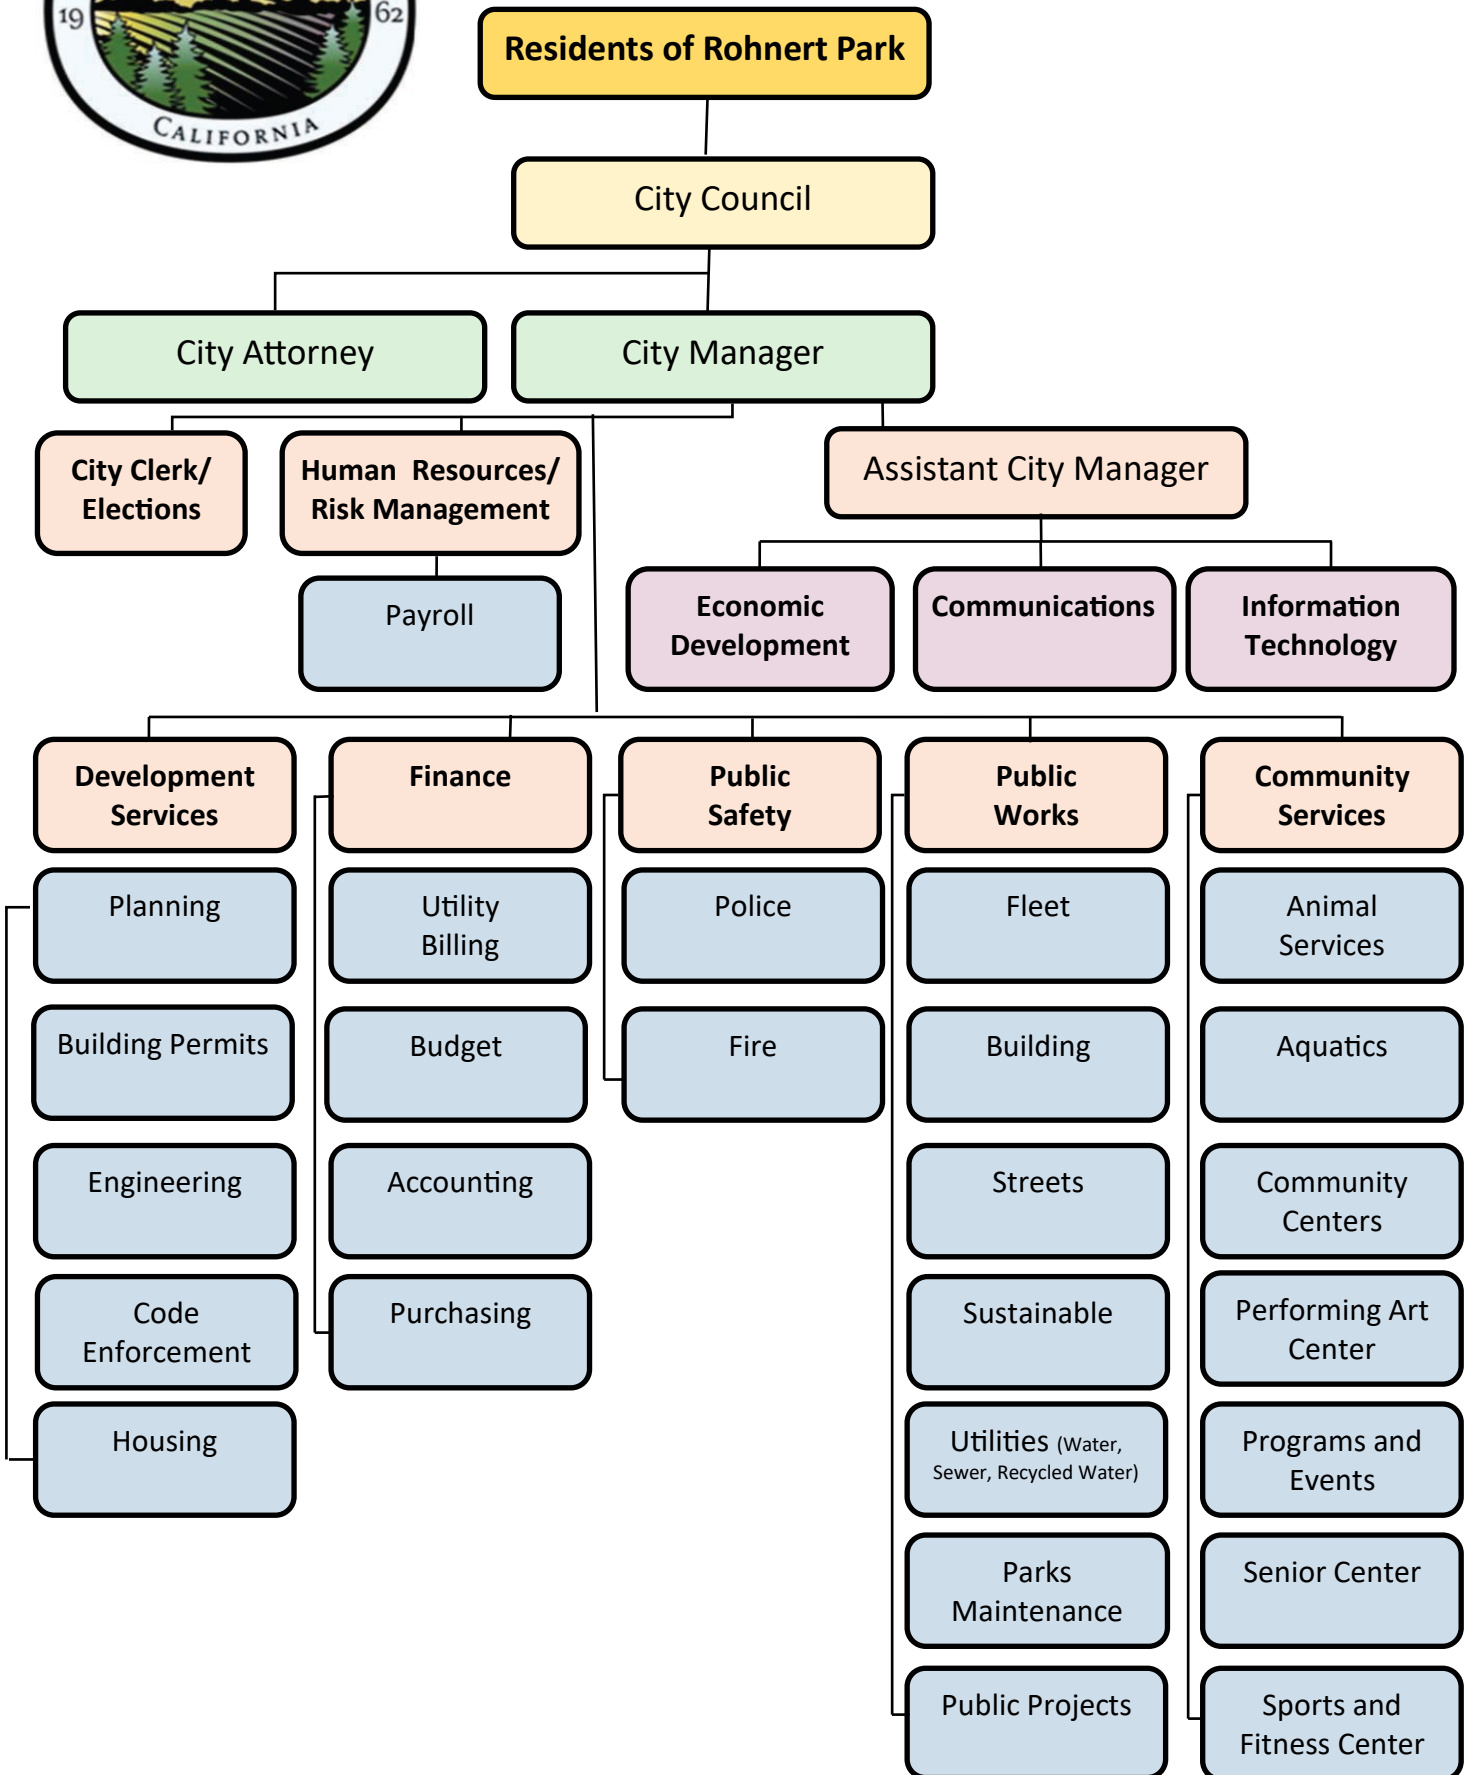 19 62
CALIFORNIA
Residents of Rohnert Park
City Council
City Attorney
City Manager
City Clerk/
Elections
Human Resources/
Risk Management
Assistant City Manager
Payroll
Economic
Development
Communications
Information
Technology
Development
Services
Finance
Public
Safety
Public
Works
Community
Services
Planning
Utility
Billing
Police
Fleet
Animal
Services
Building Permits
Budget
Fire
Building
Aquatics
Engineering
Accounting
Streets
Community
Centers
Code
Enforcement
Purchasing
Sustainable
Performing Art
Center
Housing
Utilities (Water,
Sewer, Recycled Water)
Programs and
Events
Parks
Maintenance
Senior Center
Public Projects
Sports and
Fitness Center